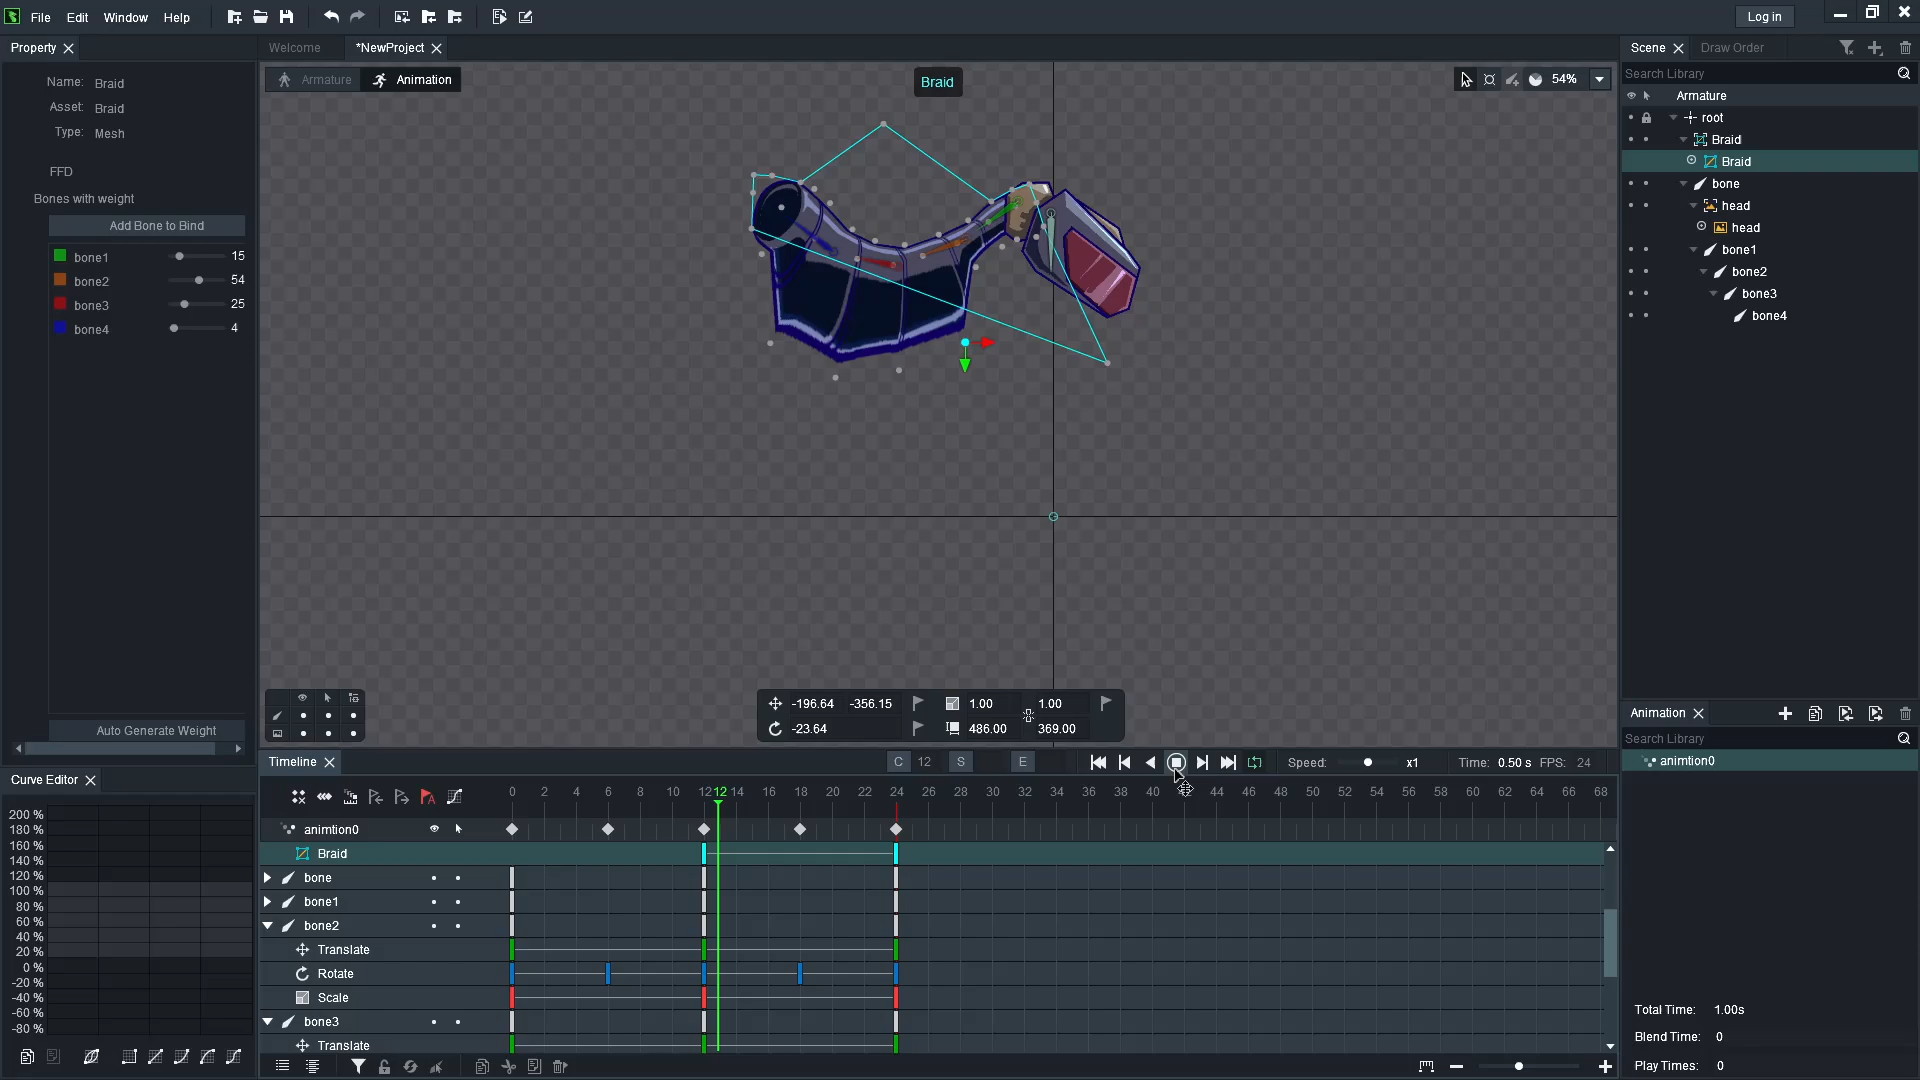 File Edit Window Help
Log in
Property
Welcome
*NewProject
Scene
Draw Order
Name: Braid
Asset: Braid
Type: Mesh
FFD
Bones with weight
Add Bone to Bind
bone1 15
bone2 54
bone3 25
bone4 4
Auto Generate Weight
Armature
Animation
Braid
54%
Search Library
Armature
root
Braid
Braid
bone
head
head
bone1
bone2
bone3
bone4
-196.64 -356.15 1.00 1.00
-23.64 486.00 369.00
Animation
Search Library
animtion0
Total Time: 1.00s
Blend Time: 0
Play Times: 0
Curve Editor
200 %
180 %
160 %
140 %
120 %
100 %
80 %
60 %
40 %
20 %
0 %
-20 %
-40 %
-60 %
-80 %
Timeline
C 12 S E
Speed: x1
Time: 0.50 s FPS: 24
0 2 4 6 8 10 12 12 14 16 18 20 22 24 26 28 30 32 34 36 38 40 42 44 46 48 50 52 54 56 58 60 62 64 66 68
animtion0
Braid
bone
bone1
bone2
Translate
Rotate
Scale
bone3
Translate